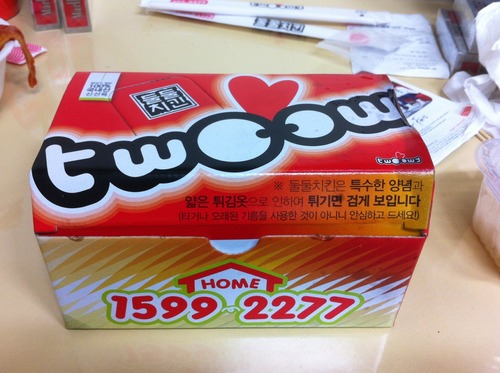 둘둘
치킨
twoow
twoow
※ 둘둘치킨은 특수한 양념과
얇은 튀김옷으로 인하여 튀기면 검게 보입니다
(타거나 오래된 기름을 사용한 것이 아니니 안심하고 드세요!)
HOME
1599~2277